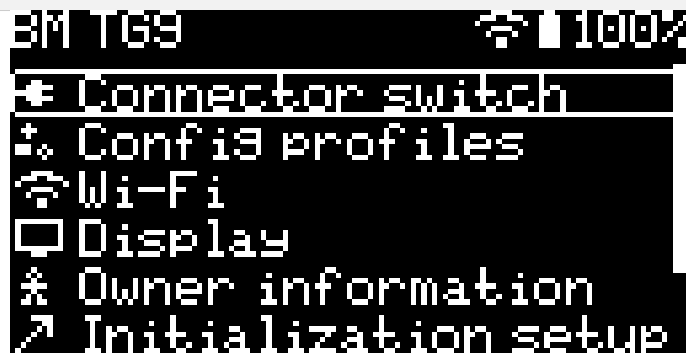 BM TG9 100%
Connector switch
Config profiles
Wi-Fi
Display
Owner information
Initialization setup